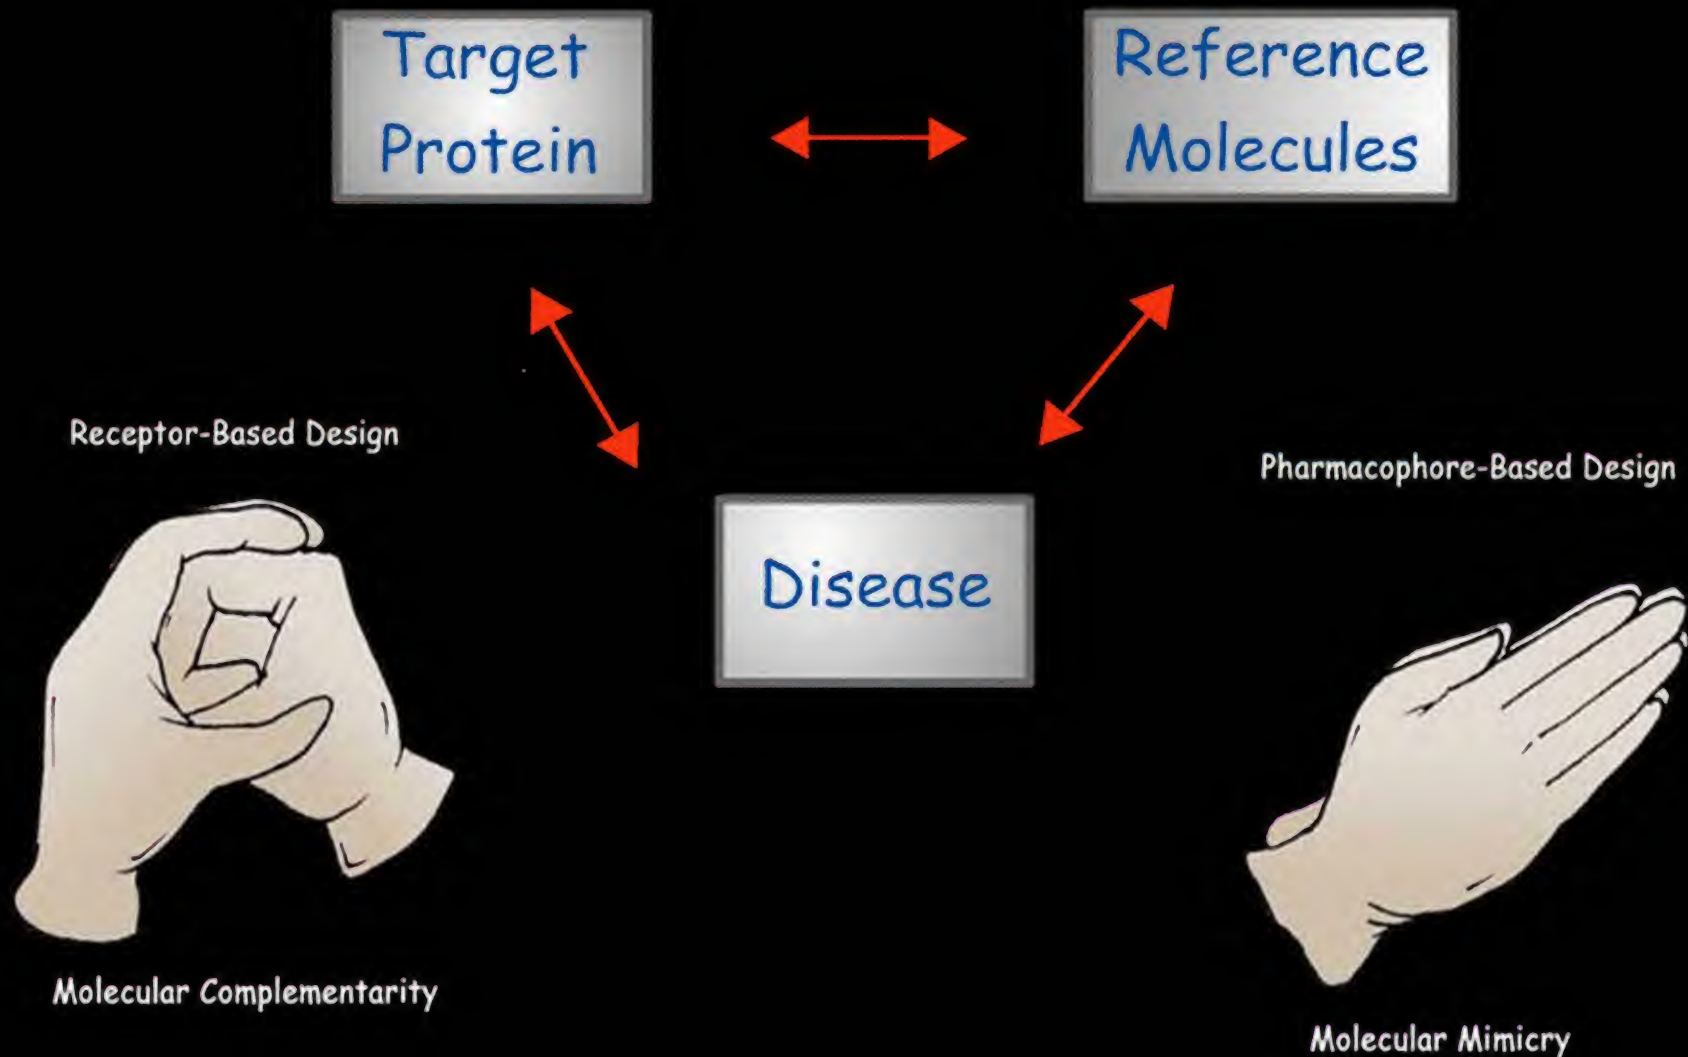 Target
Protein
Reference
Molecules
Receptor-Based Design
Pharmacophore-Based Design
Disease
Molecular Complementarity
Molecular Mimicry